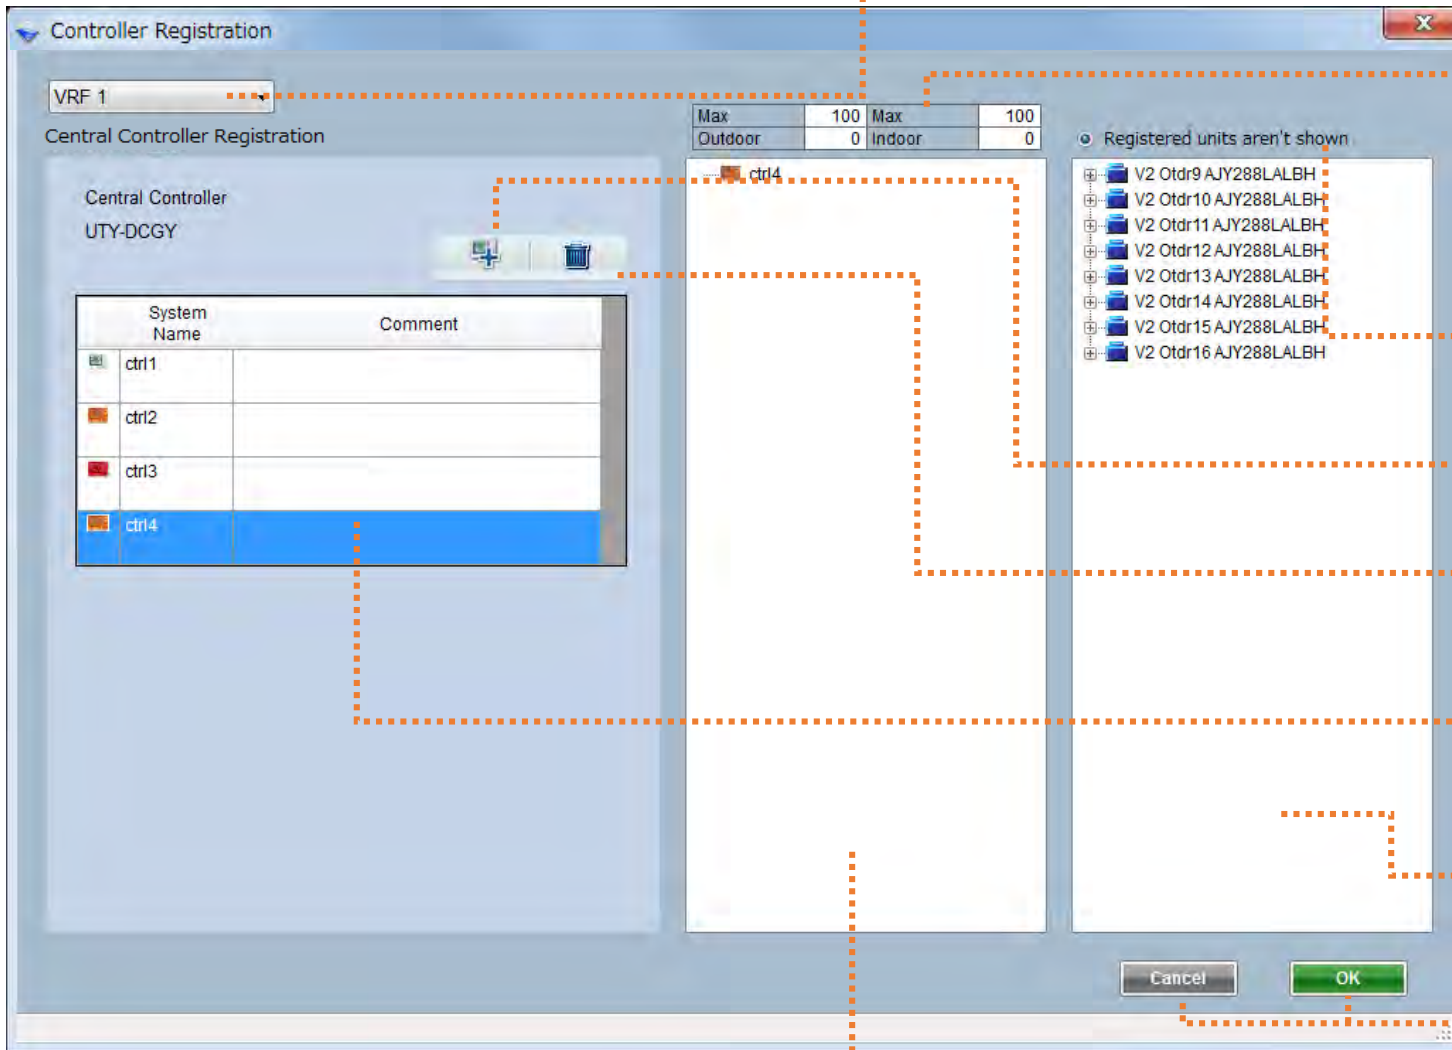 Controller Registration
VRF 1
Central Controller Registration
Central Controller
UTY-DCGY
System Name Comment
ctrl1
ctrl2
ctrl3
ctrl4
Max 100 Max 100
Outdoor 0 Indoor 0
ctrl4
Registered units aren't shown
V2 Otdr9 AJY288LALBH
V2 Otdr10 AJY288LALBH
V2 Otdr11 AJY288LALBH
V2 Otdr12 AJY288LALBH
V2 Otdr13 AJY288LALBH
V2 Otdr14 AJY288LALBH
V2 Otdr15 AJY288LALBH
V2 Otdr16 AJY288LALBH
Cancel OK